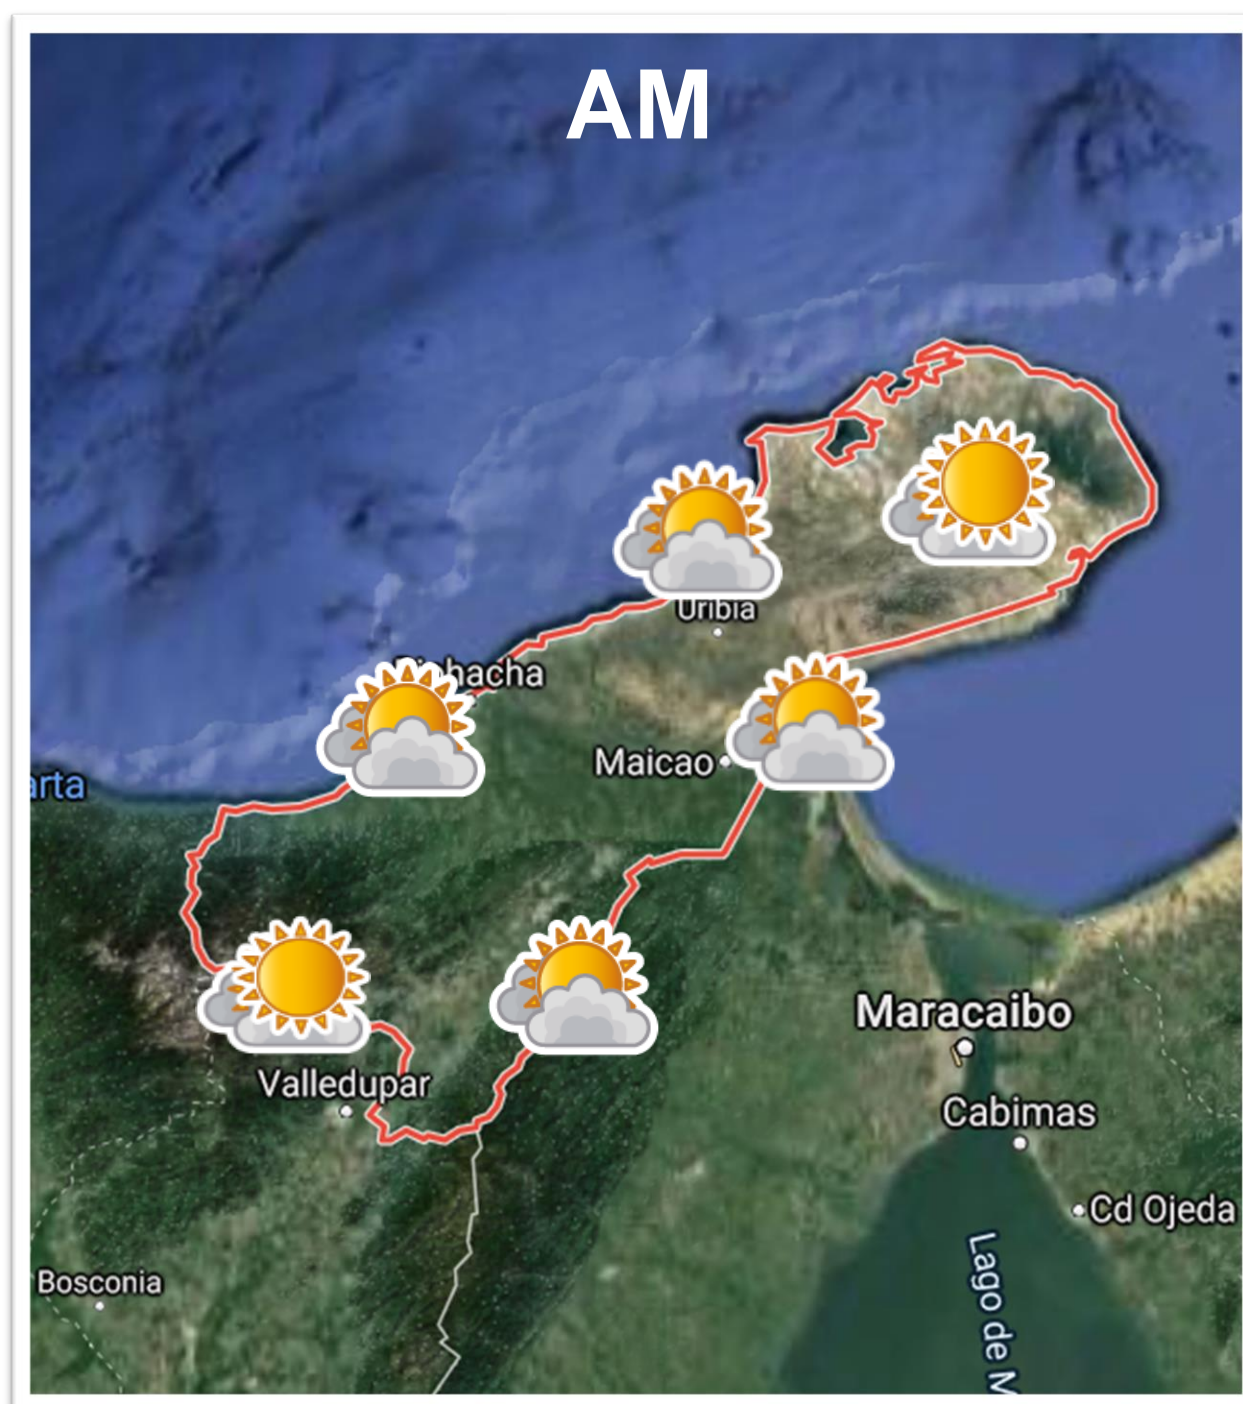 AM
Uribia
hacha
Maicao
arta
Maracaibo
Valledupar
Cabimas
Cd Ojeda
Lago de M
Bosconia